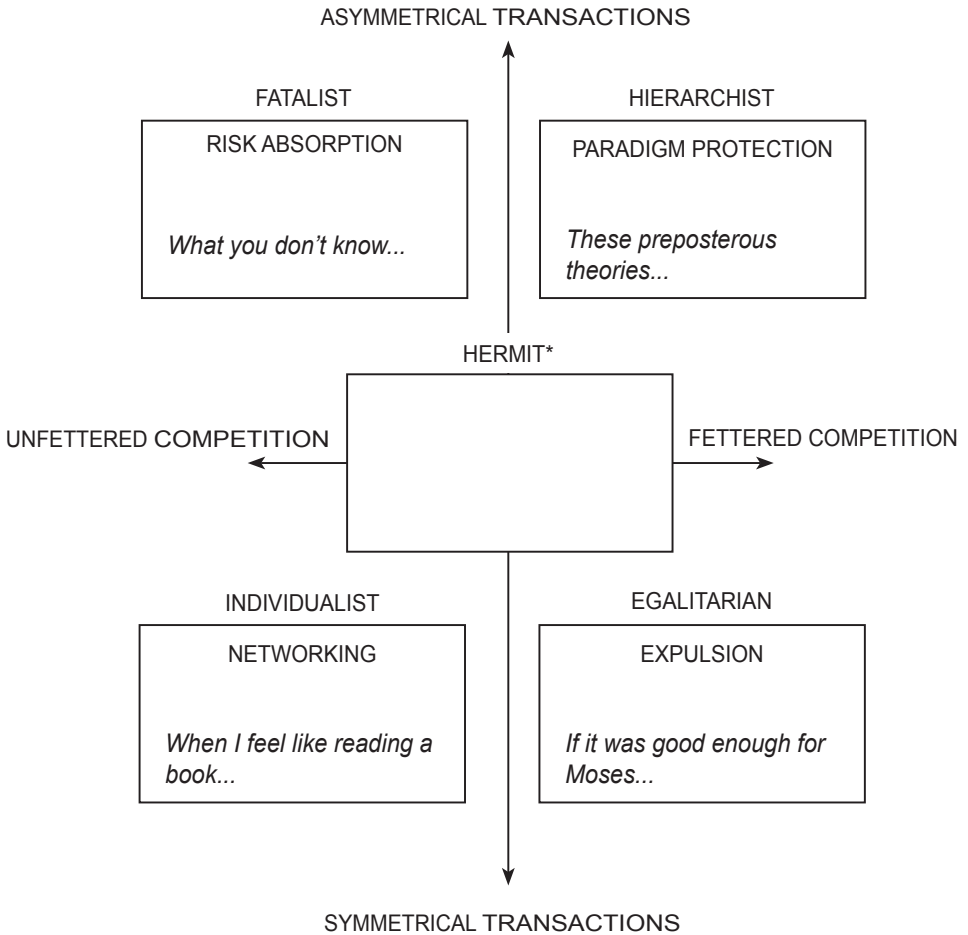 ASYMMETRICAL TRANSACTIONS
FATALIST
RISK ABSORPTION
What you don’t know...
HIERARCHIST
PARADIGM PROTECTION
These preposterous
theories...
HERMIT*
UNFETTERED COMPETITION
FETTERED COMPETITION
INDIVIDUALIST
NETWORKING
When I feel like reading a
book...
EGALITARIAN
EXPULSION
If it was good enough for
Moses...
SYMMETRICAL TRANSACTIONS